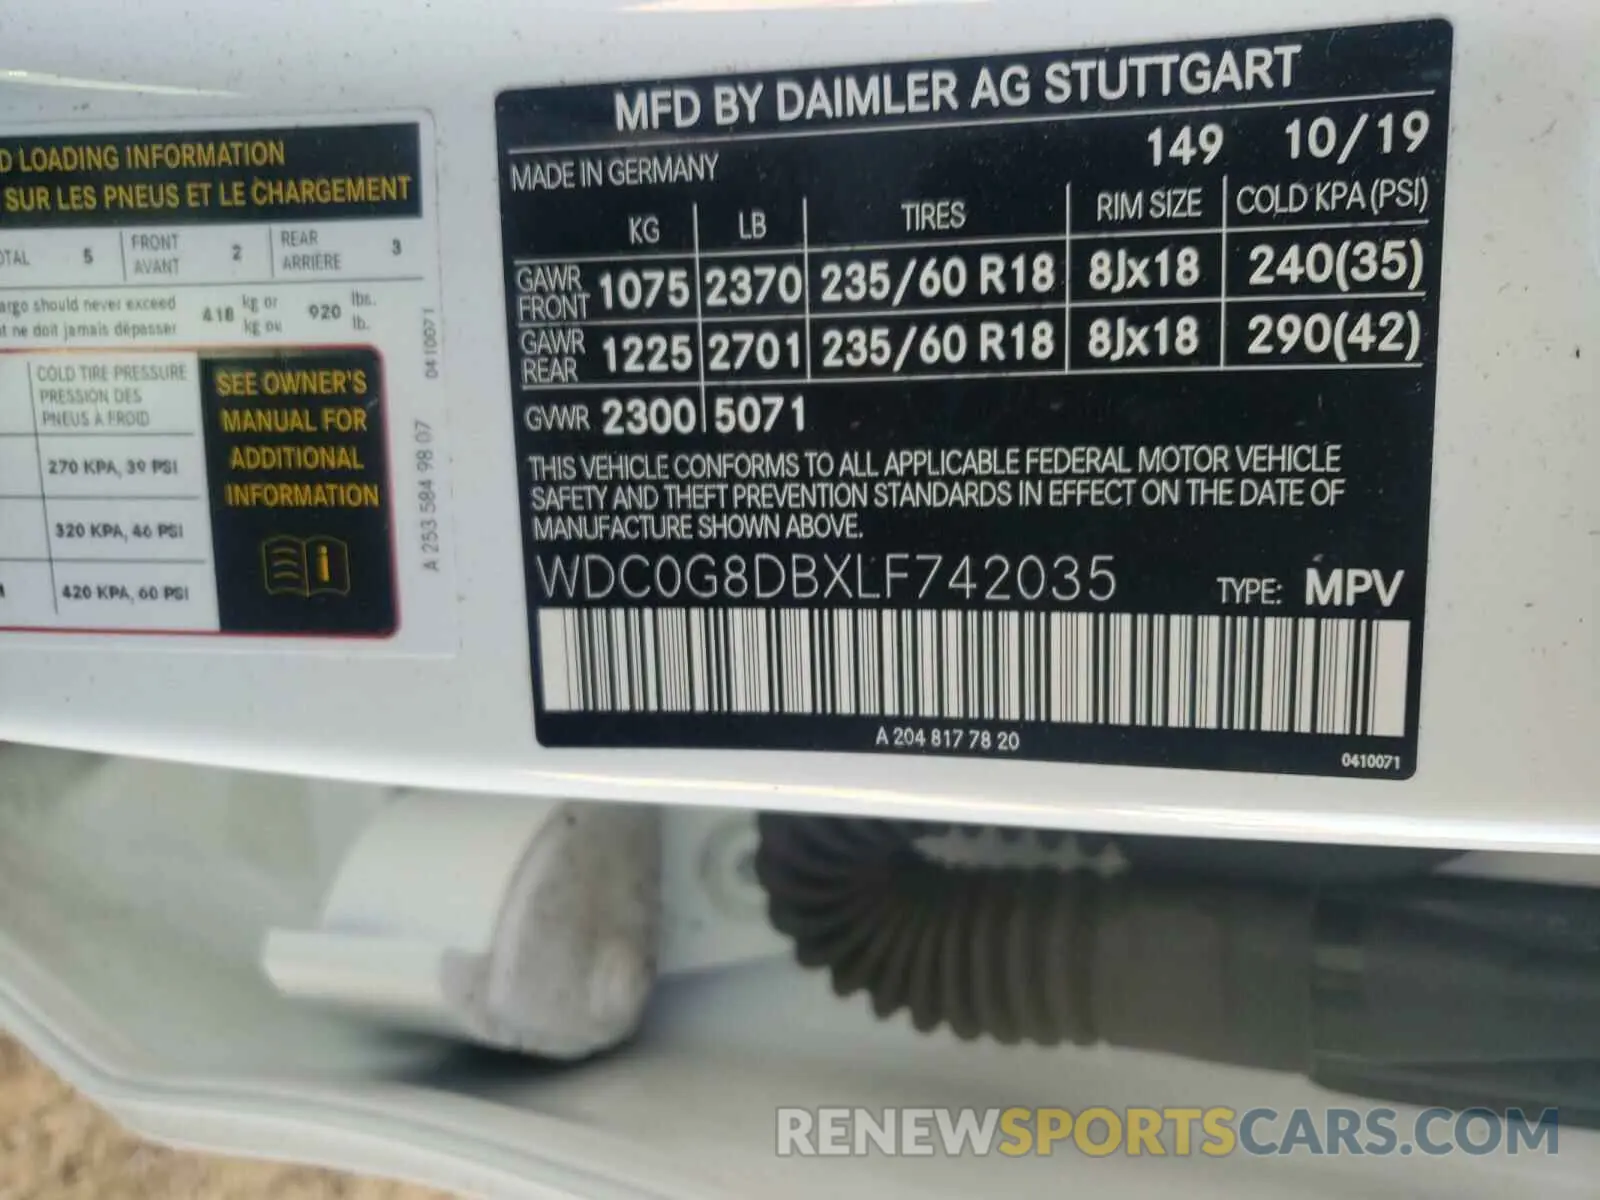 D LOADING INFORMATION
SUR LES PNEUS ET LE CHARGEMENT
OTAL 5 FRONT AVANT 2 REAR ARRIÈRE 3
argo should never exceed 418 kg or 920 lbs.
t ne doit jamais dépasser kg ou lb.
COLD TIRE PRESSURE
PRESSION DES
PNEUS À FROID
270 KPA, 39 PSI
320 KPA, 46 PSI
420 KPA, 60 PSI
SEE OWNER'S
MANUAL FOR
ADDITIONAL
INFORMATION
A 253 584 98 07 0410071
MFD BY DAIMLER AG STUTTGART
MADE IN GERMANY 149 10/19
KG LB TIRES RIM SIZE COLD KPA (PSI)
GAWR FRONT 1075 2370 235/60 R18 8Jx18 240(35)
GAWR REAR 1225 2701 235/60 R18 8Jx18 290(42)
GVWR 2300 5071
THIS VEHICLE CONFORMS TO ALL APPLICABLE FEDERAL MOTOR VEHICLE
SAFETY AND THEFT PREVENTION STANDARDS IN EFFECT ON THE DATE OF
MANUFACTURE SHOWN ABOVE.
WDC0G8DBXLF742035 TYPE: MPV
A 204 817 78 20
0410071
RENEWSPORTSCARS.COM